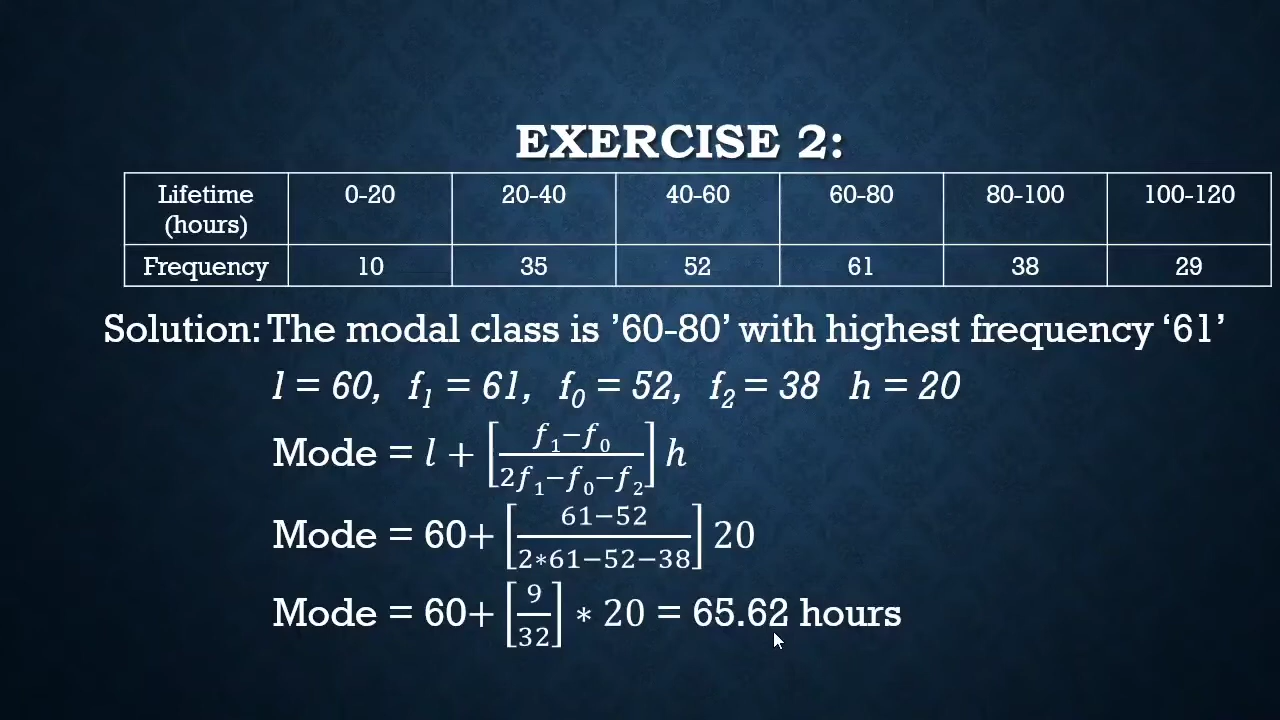 EXERCISE 2:
Lifetime (hours) 0-20 20-40 40-60 60-80 80-100 100-120
Frequency 10 35 52 61 38 29
Solution: The modal class is ’60-80’ with highest frequency ‘61’
l = 60, f₁ = 61, f₀ = 52, f₂ = 38 h = 20
Mode = l + [(f₁−f₀)/(2f₁−f₀−f₂)] h
Mode = 60+ [(61−52)/(2∗61−52−38)] 20
Mode = 60+ [9/32] ∗ 20 = 65.62 hours